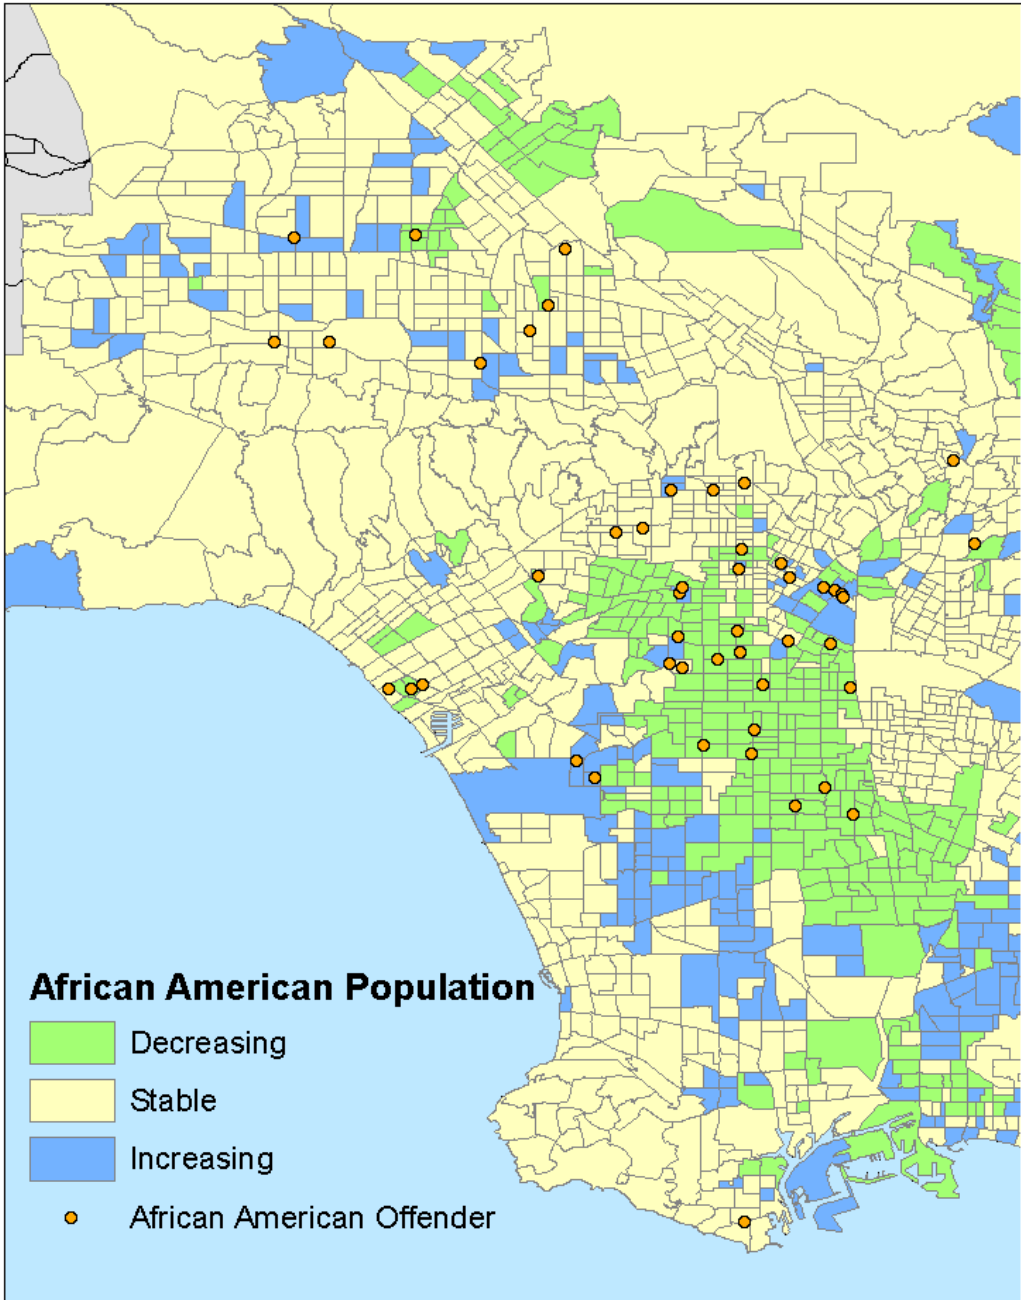 African American Population
Decreasing
Stable
Increasing
African American Offender